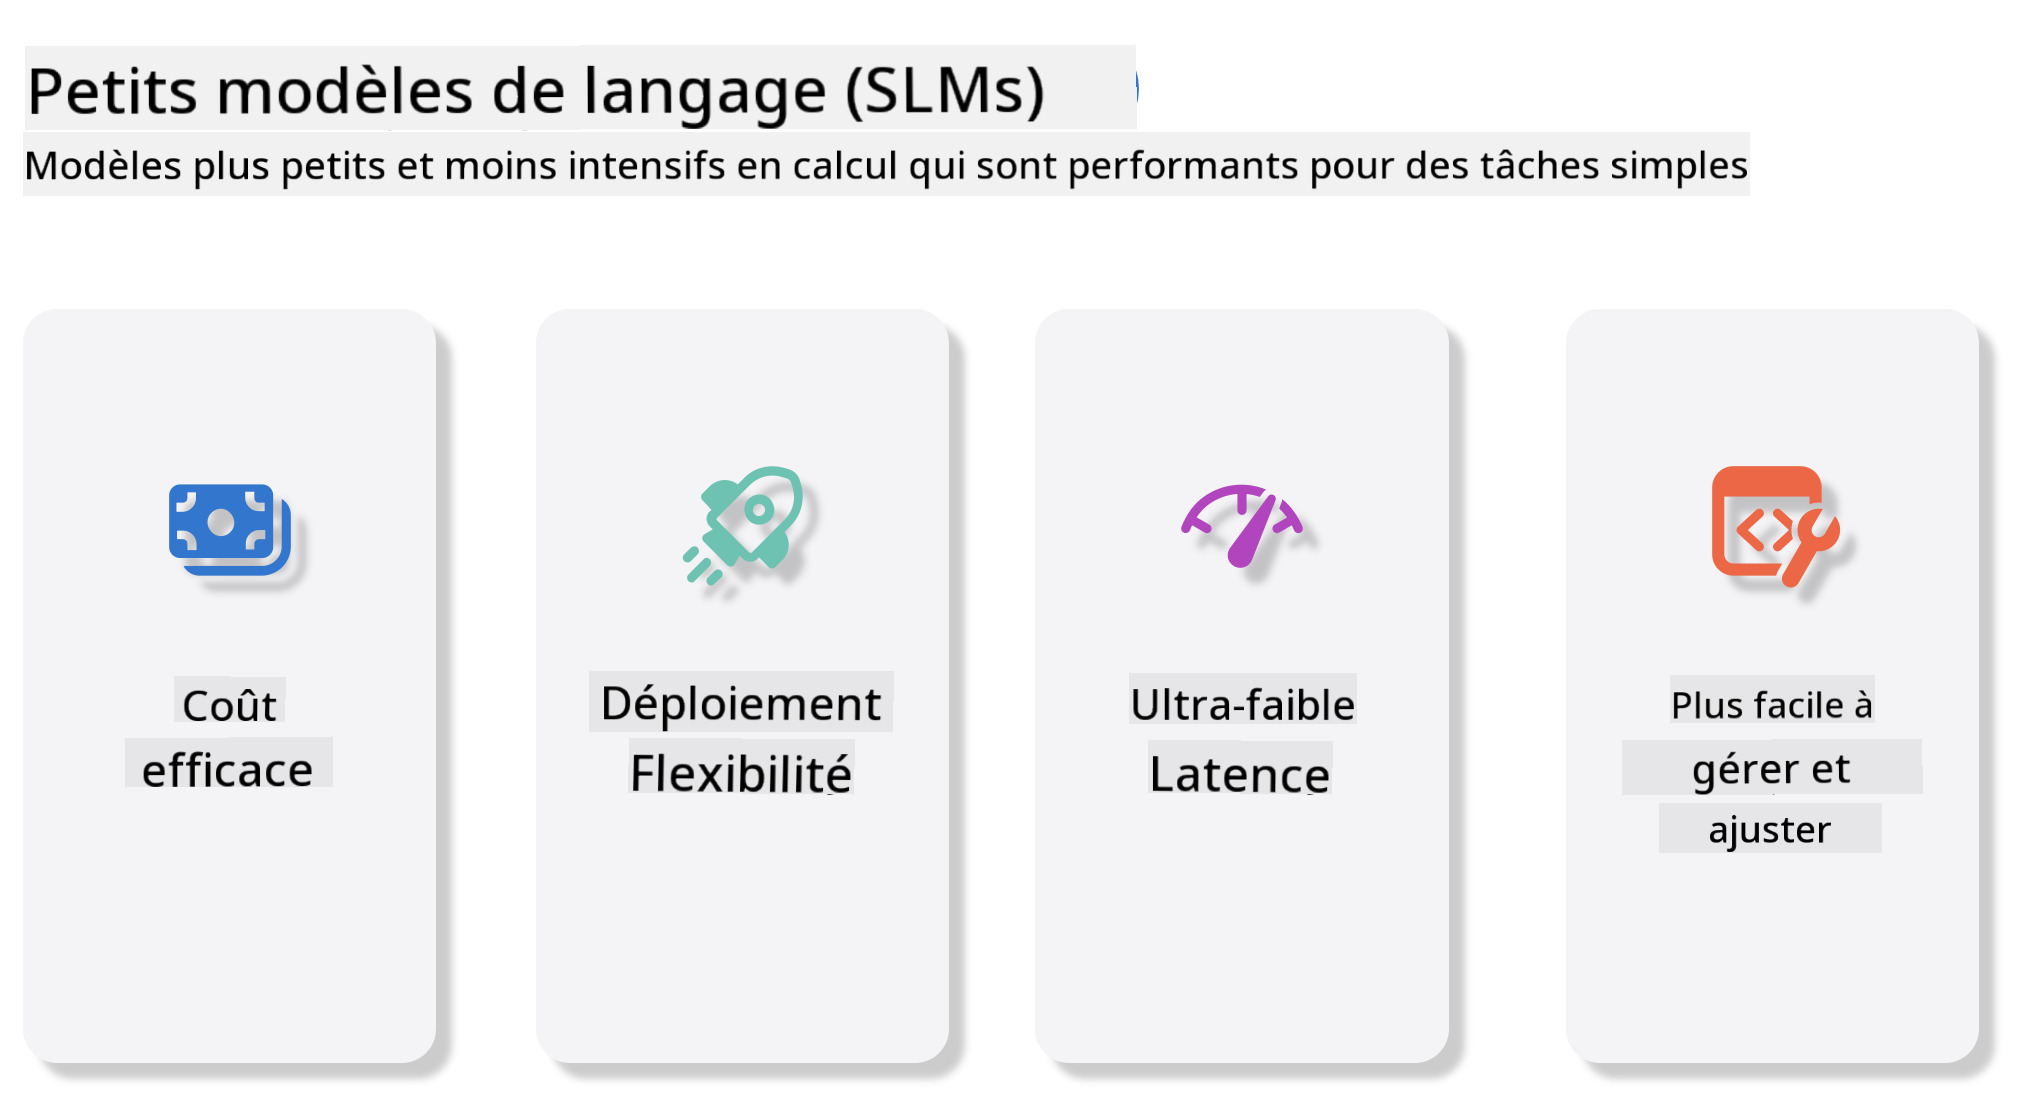 Petits modèles de langage (SLMs)
Modèles plus petits et moins intensifs en calcul qui sont performants pour des tâches simples
Coût
efficace
Déploiement
Flexibilité
Ultra-faible
Latence
Plus facile à
gérer et
ajuster